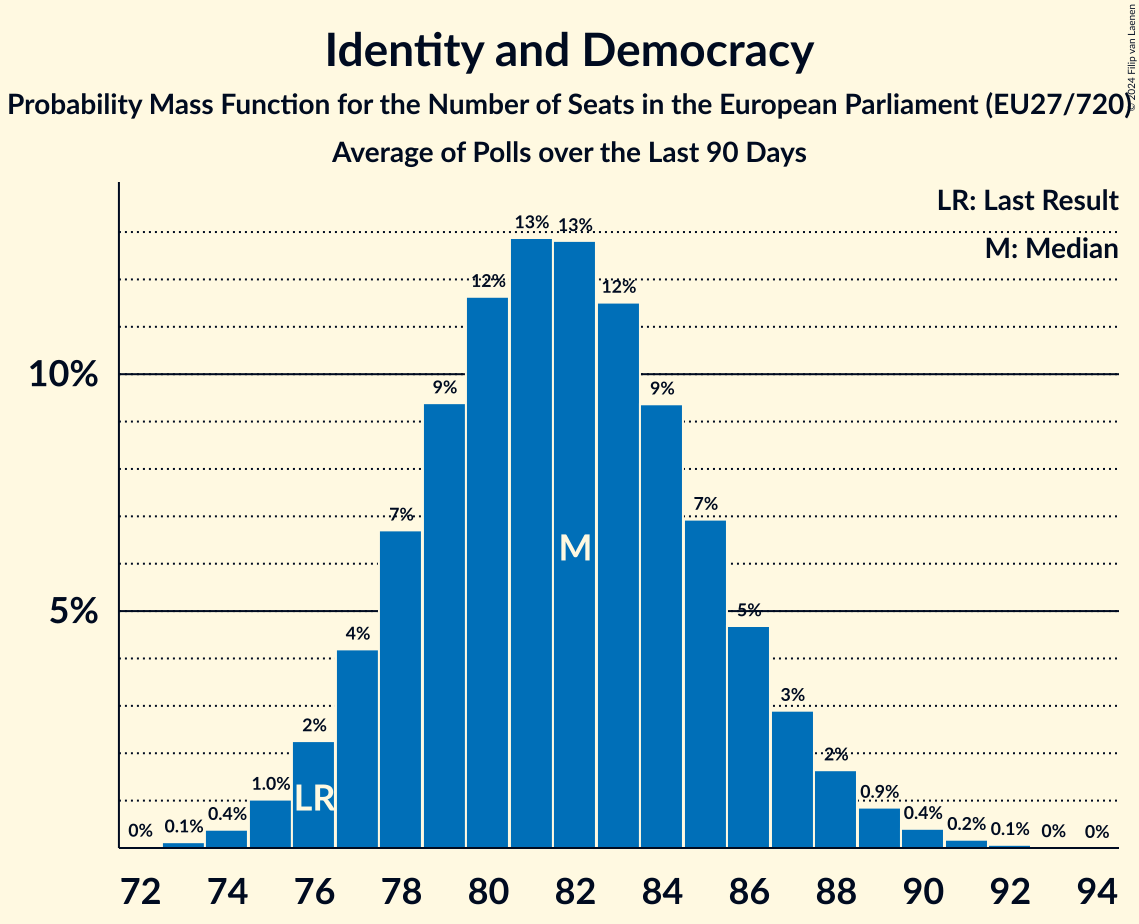 Identity and Democracy
Probability Mass Function for the Number of Seats in the European Parliament (EU27/720)
Average of Polls over the Last 90 Days
© 2024 Filip van Laenen
LR: Last Result
M: Median
10%
5%
0%
0.1%
0.4%
1.0%
2%
4%
7%
9%
12%
13%
13%
12%
9%
7%
5%
3%
2%
0.9%
0.4%
0.2%
0.1%
0%
0%
LR
M
72 74 76 78 80 82 84 86 88 90 92 94